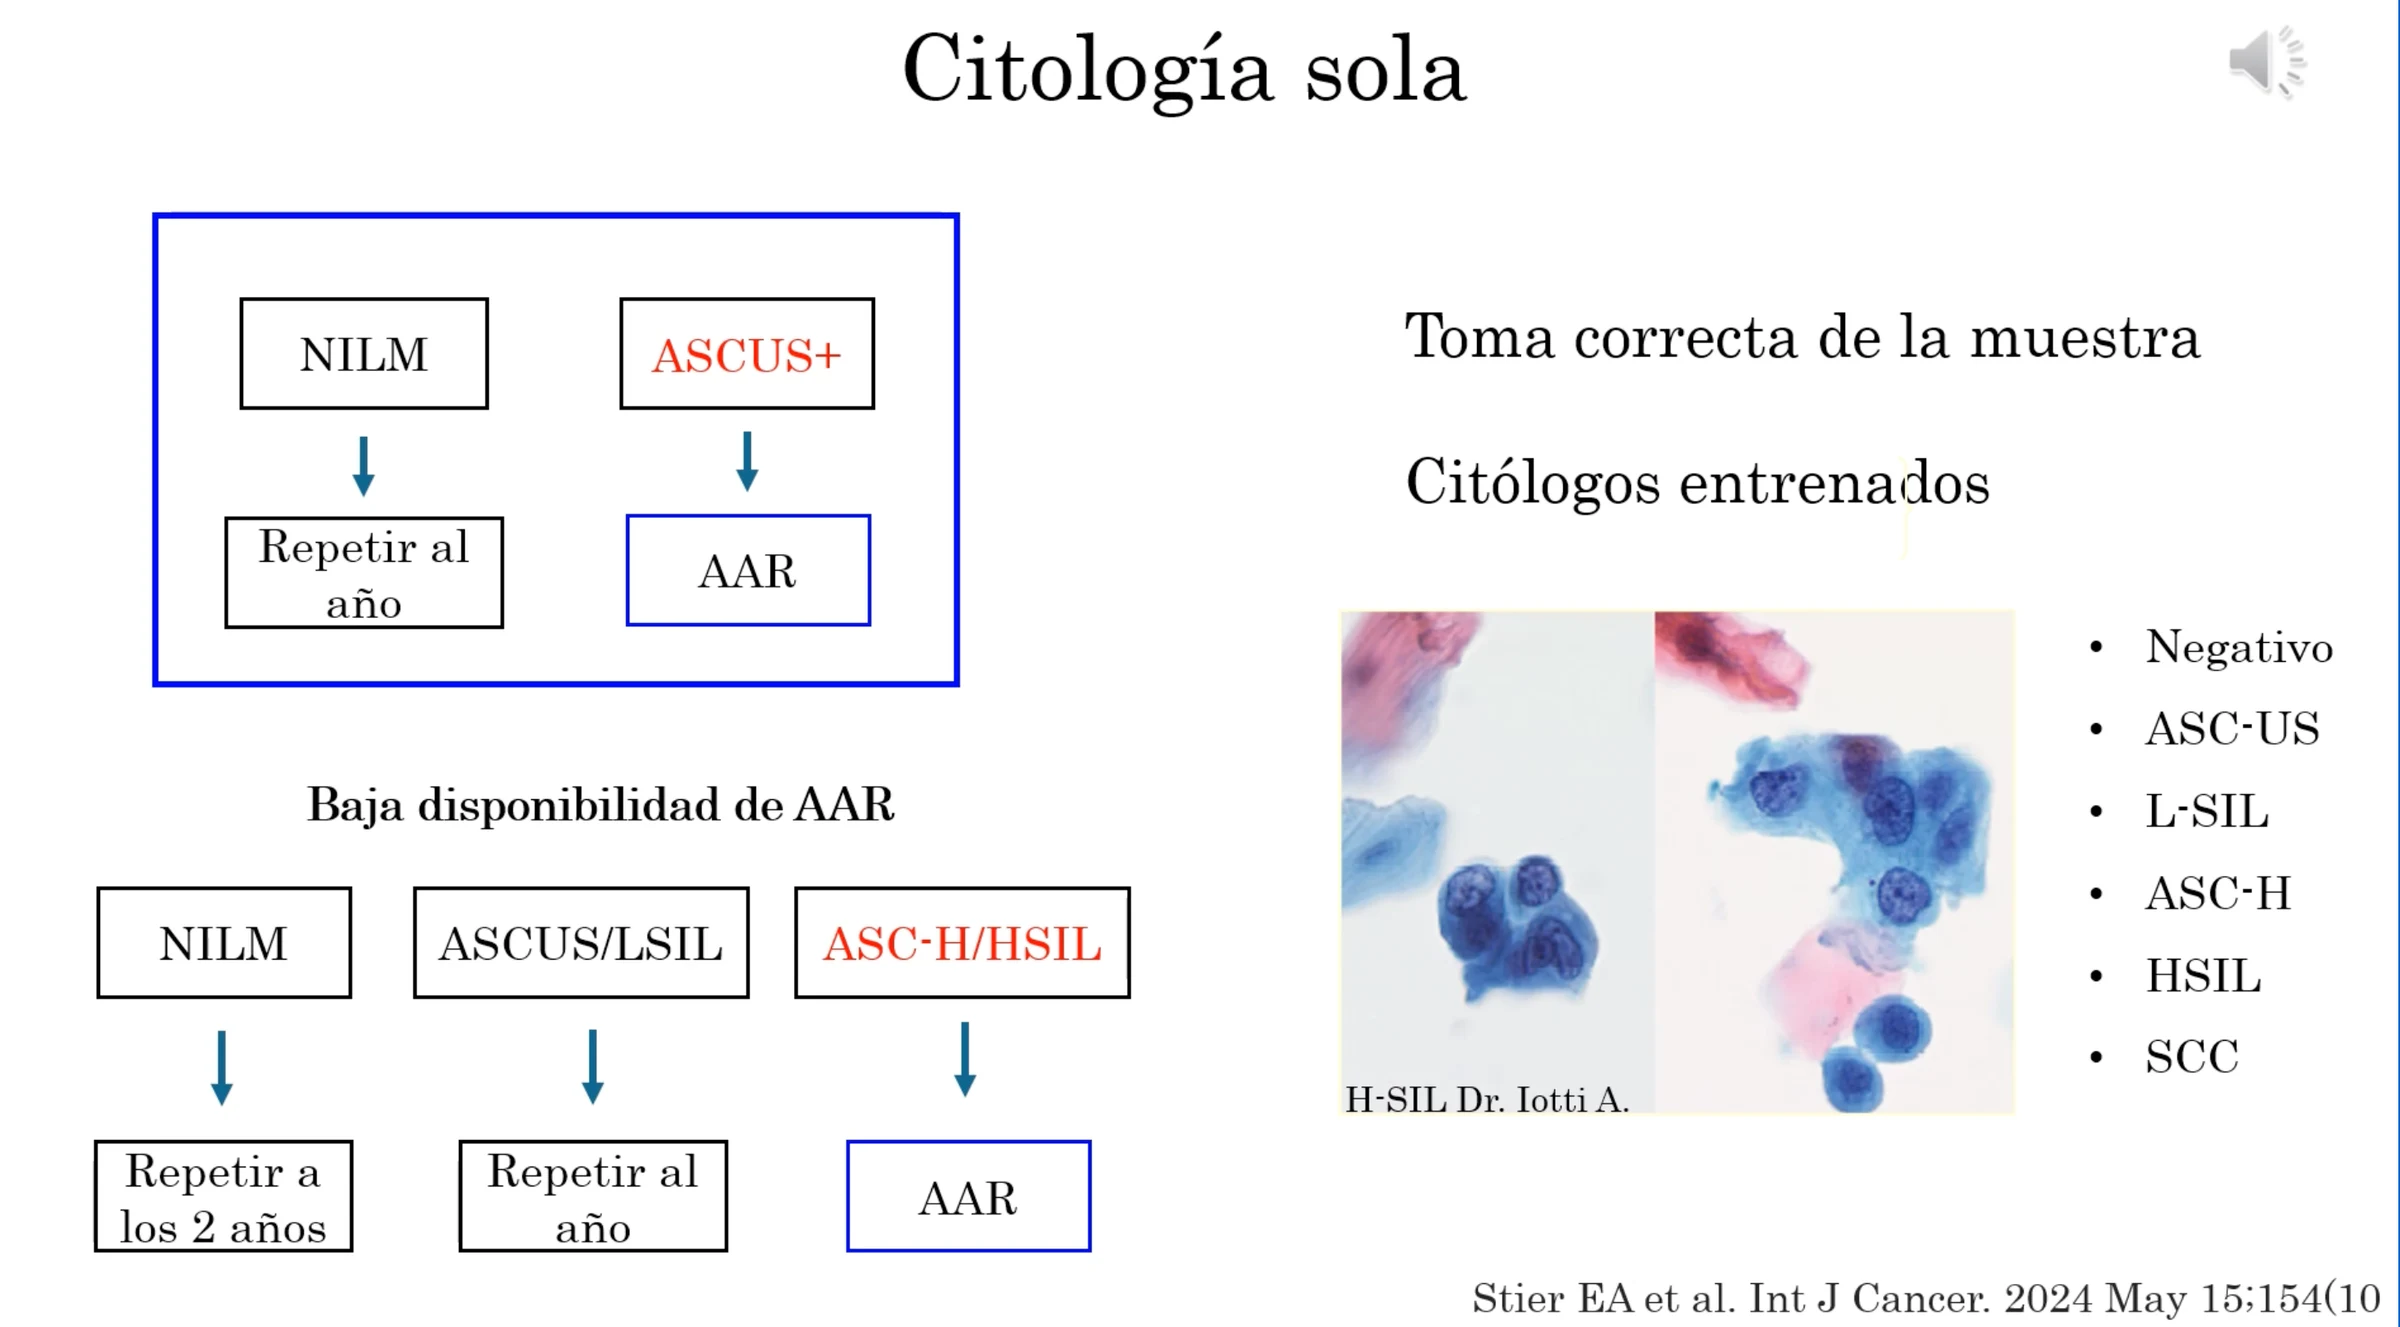 Citología sola
NILM
ASCUS+
Repetir al
año
AAR
Baja disponibilidad de AAR
NILM
ASCUS/LSIL
ASC-H/HSIL
Repetir a
los 2 años
Repetir al
año
AAR
Toma correcta de la muestra
Citólogos entrenados
H-SIL Dr. Iotti A.
• Negativo
• ASC-US
• L-SIL
• ASC-H
• HSIL
• SCC
Stier EA et al. Int J Cancer. 2024 May 15;154(10